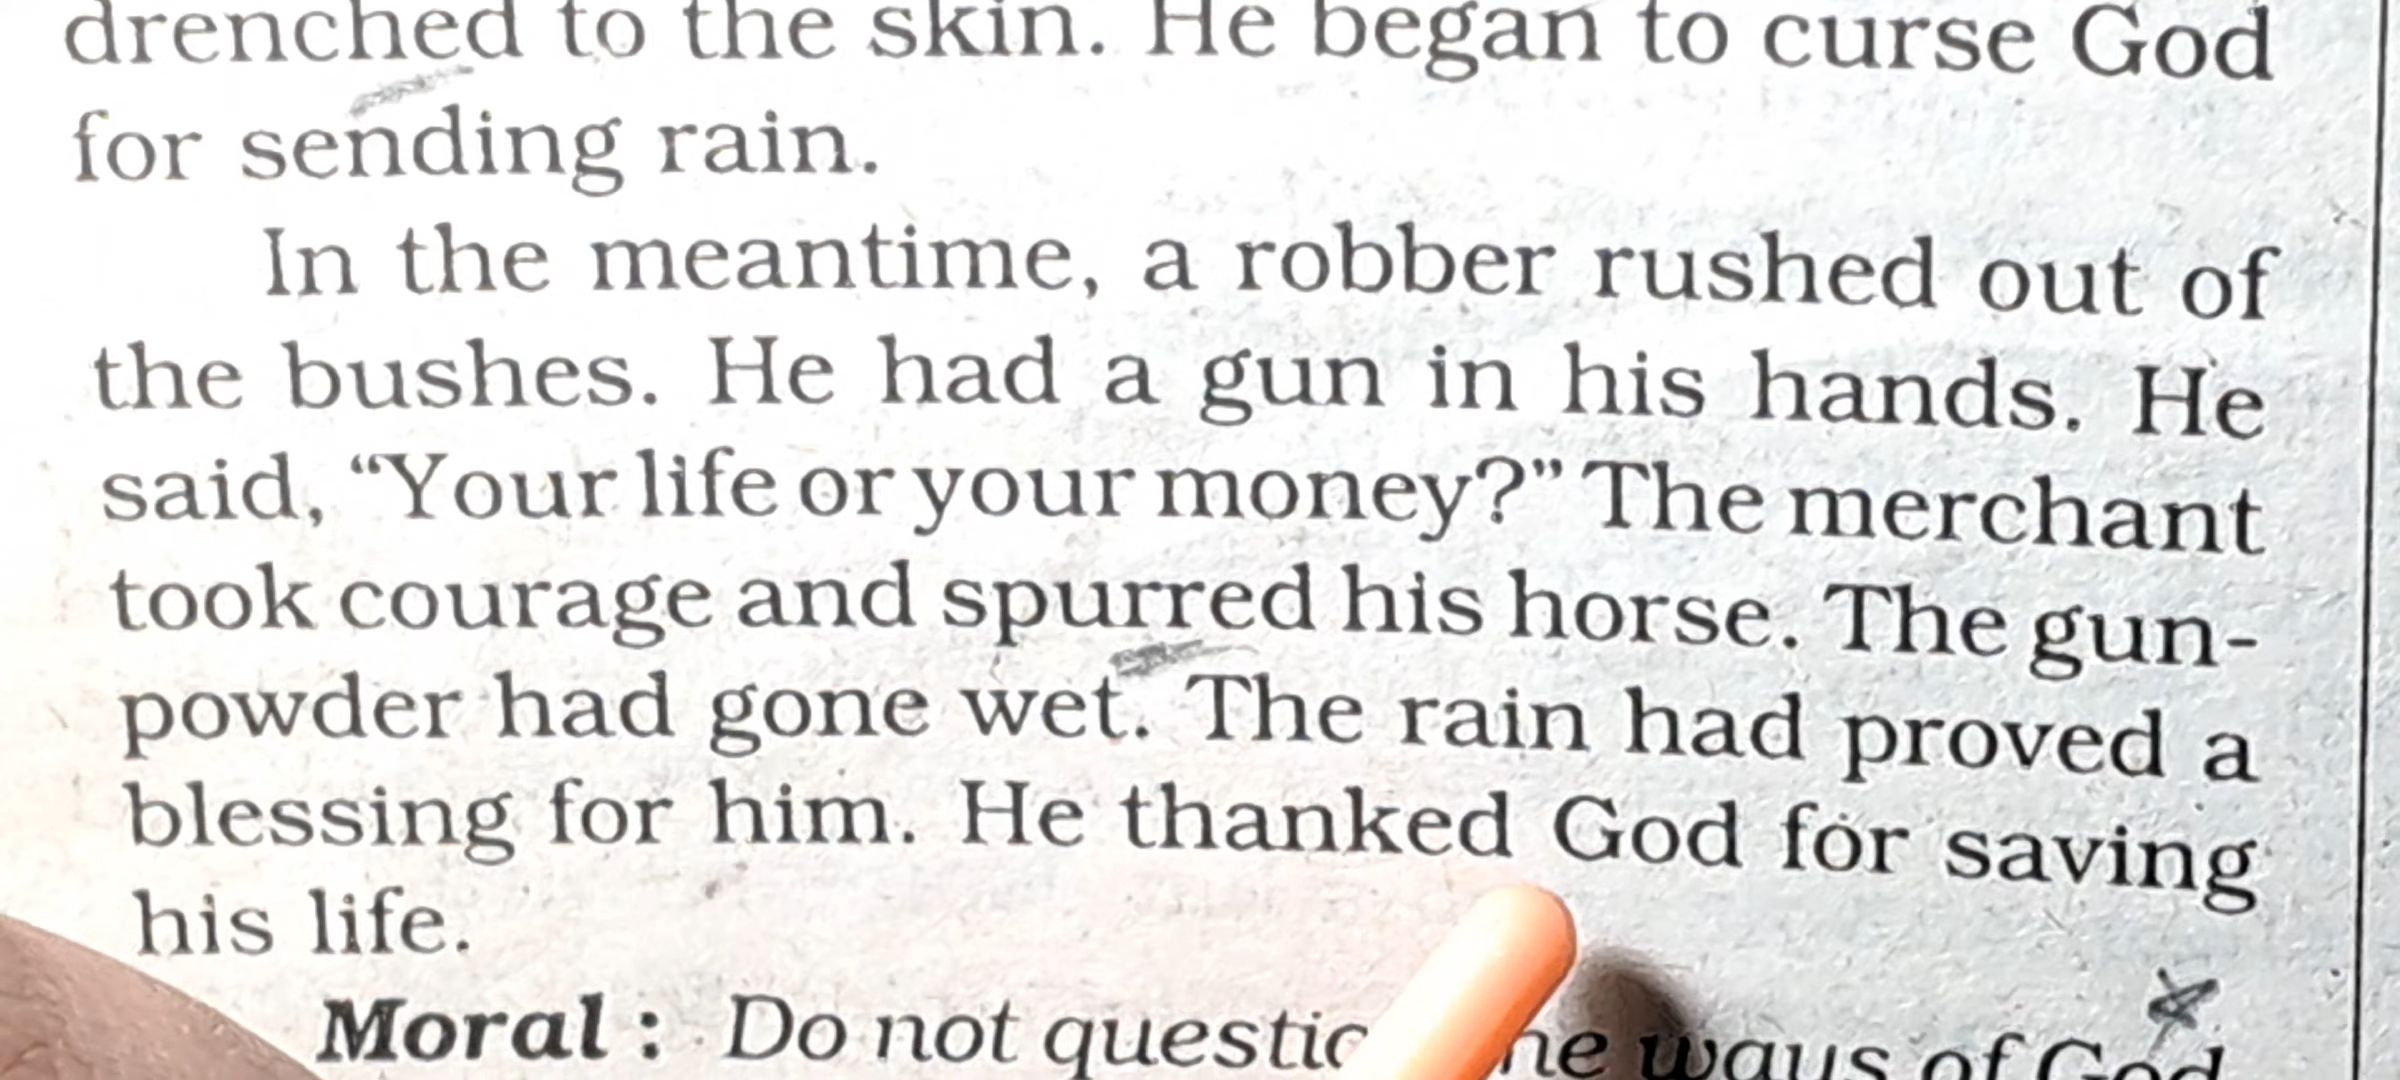 drenched to the skin. He began to curse God
for sending rain.
In the meantime, a robber rushed out of
the bushes. He had a gun in his hands. He
said, “Your life or your money?” The merchant
took courage and spurred his horse. The gun-
powder had gone wet. The rain had proved a
blessing for him. He thanked God for saving
his life.
Moral : Do not ways of God